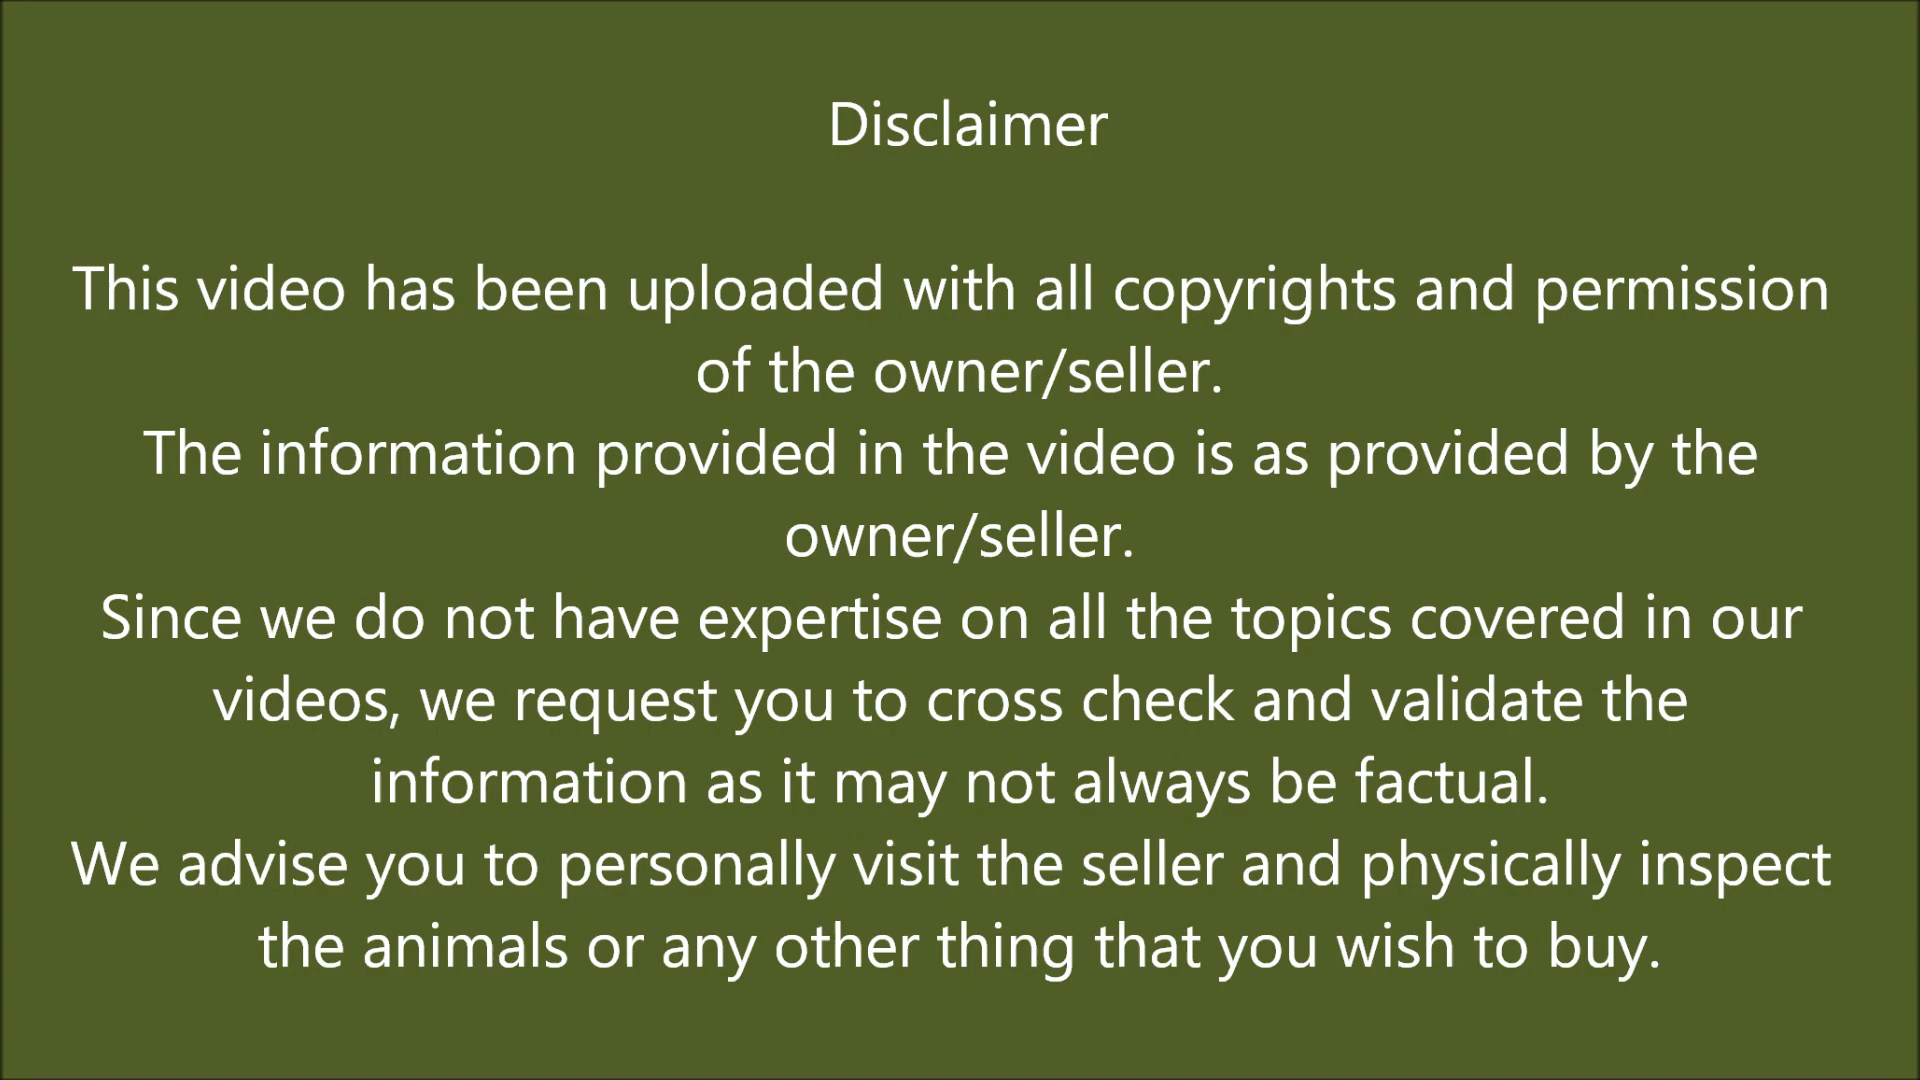 Disclaimer
This video has been uploaded with all copyrights and permission
of the owner/seller.
The information provided in the video is as provided by the
owner/seller.
Since we do not have expertise on all the topics covered in our
videos, we request you to cross check and validate the
information as it may not always be factual.
We advise you to personally visit the seller and physically inspect
the animals or any other thing that you wish to buy.